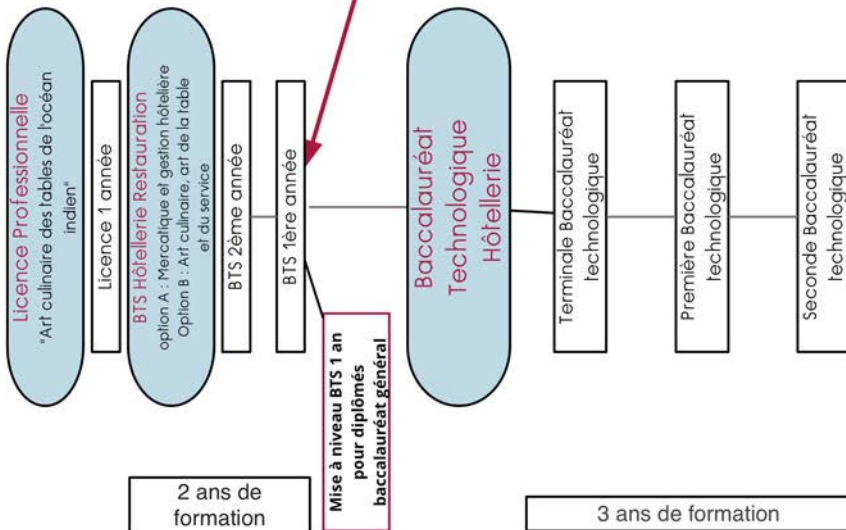 Licence Professionnelle
"Art culinaire des tables de l'océan
indien"
Licence 1 année
BTS Hôtellerie Restauration
option A : Mercatique et gestion hôtelière
Option B : Art culinaire, art de la table
et du service
BTS 2ème année
BTS 1ère année
Mise à niveau BTS 1 an
pour diplômés
baccalauréat général
Baccalauréat
Technologique
Hôtellerie
Terminale Baccalauréat
technologique
Première Baccalauréat
technologique
Seconde Baccalauréat
technologique
2 ans de
formation
3 ans de formation